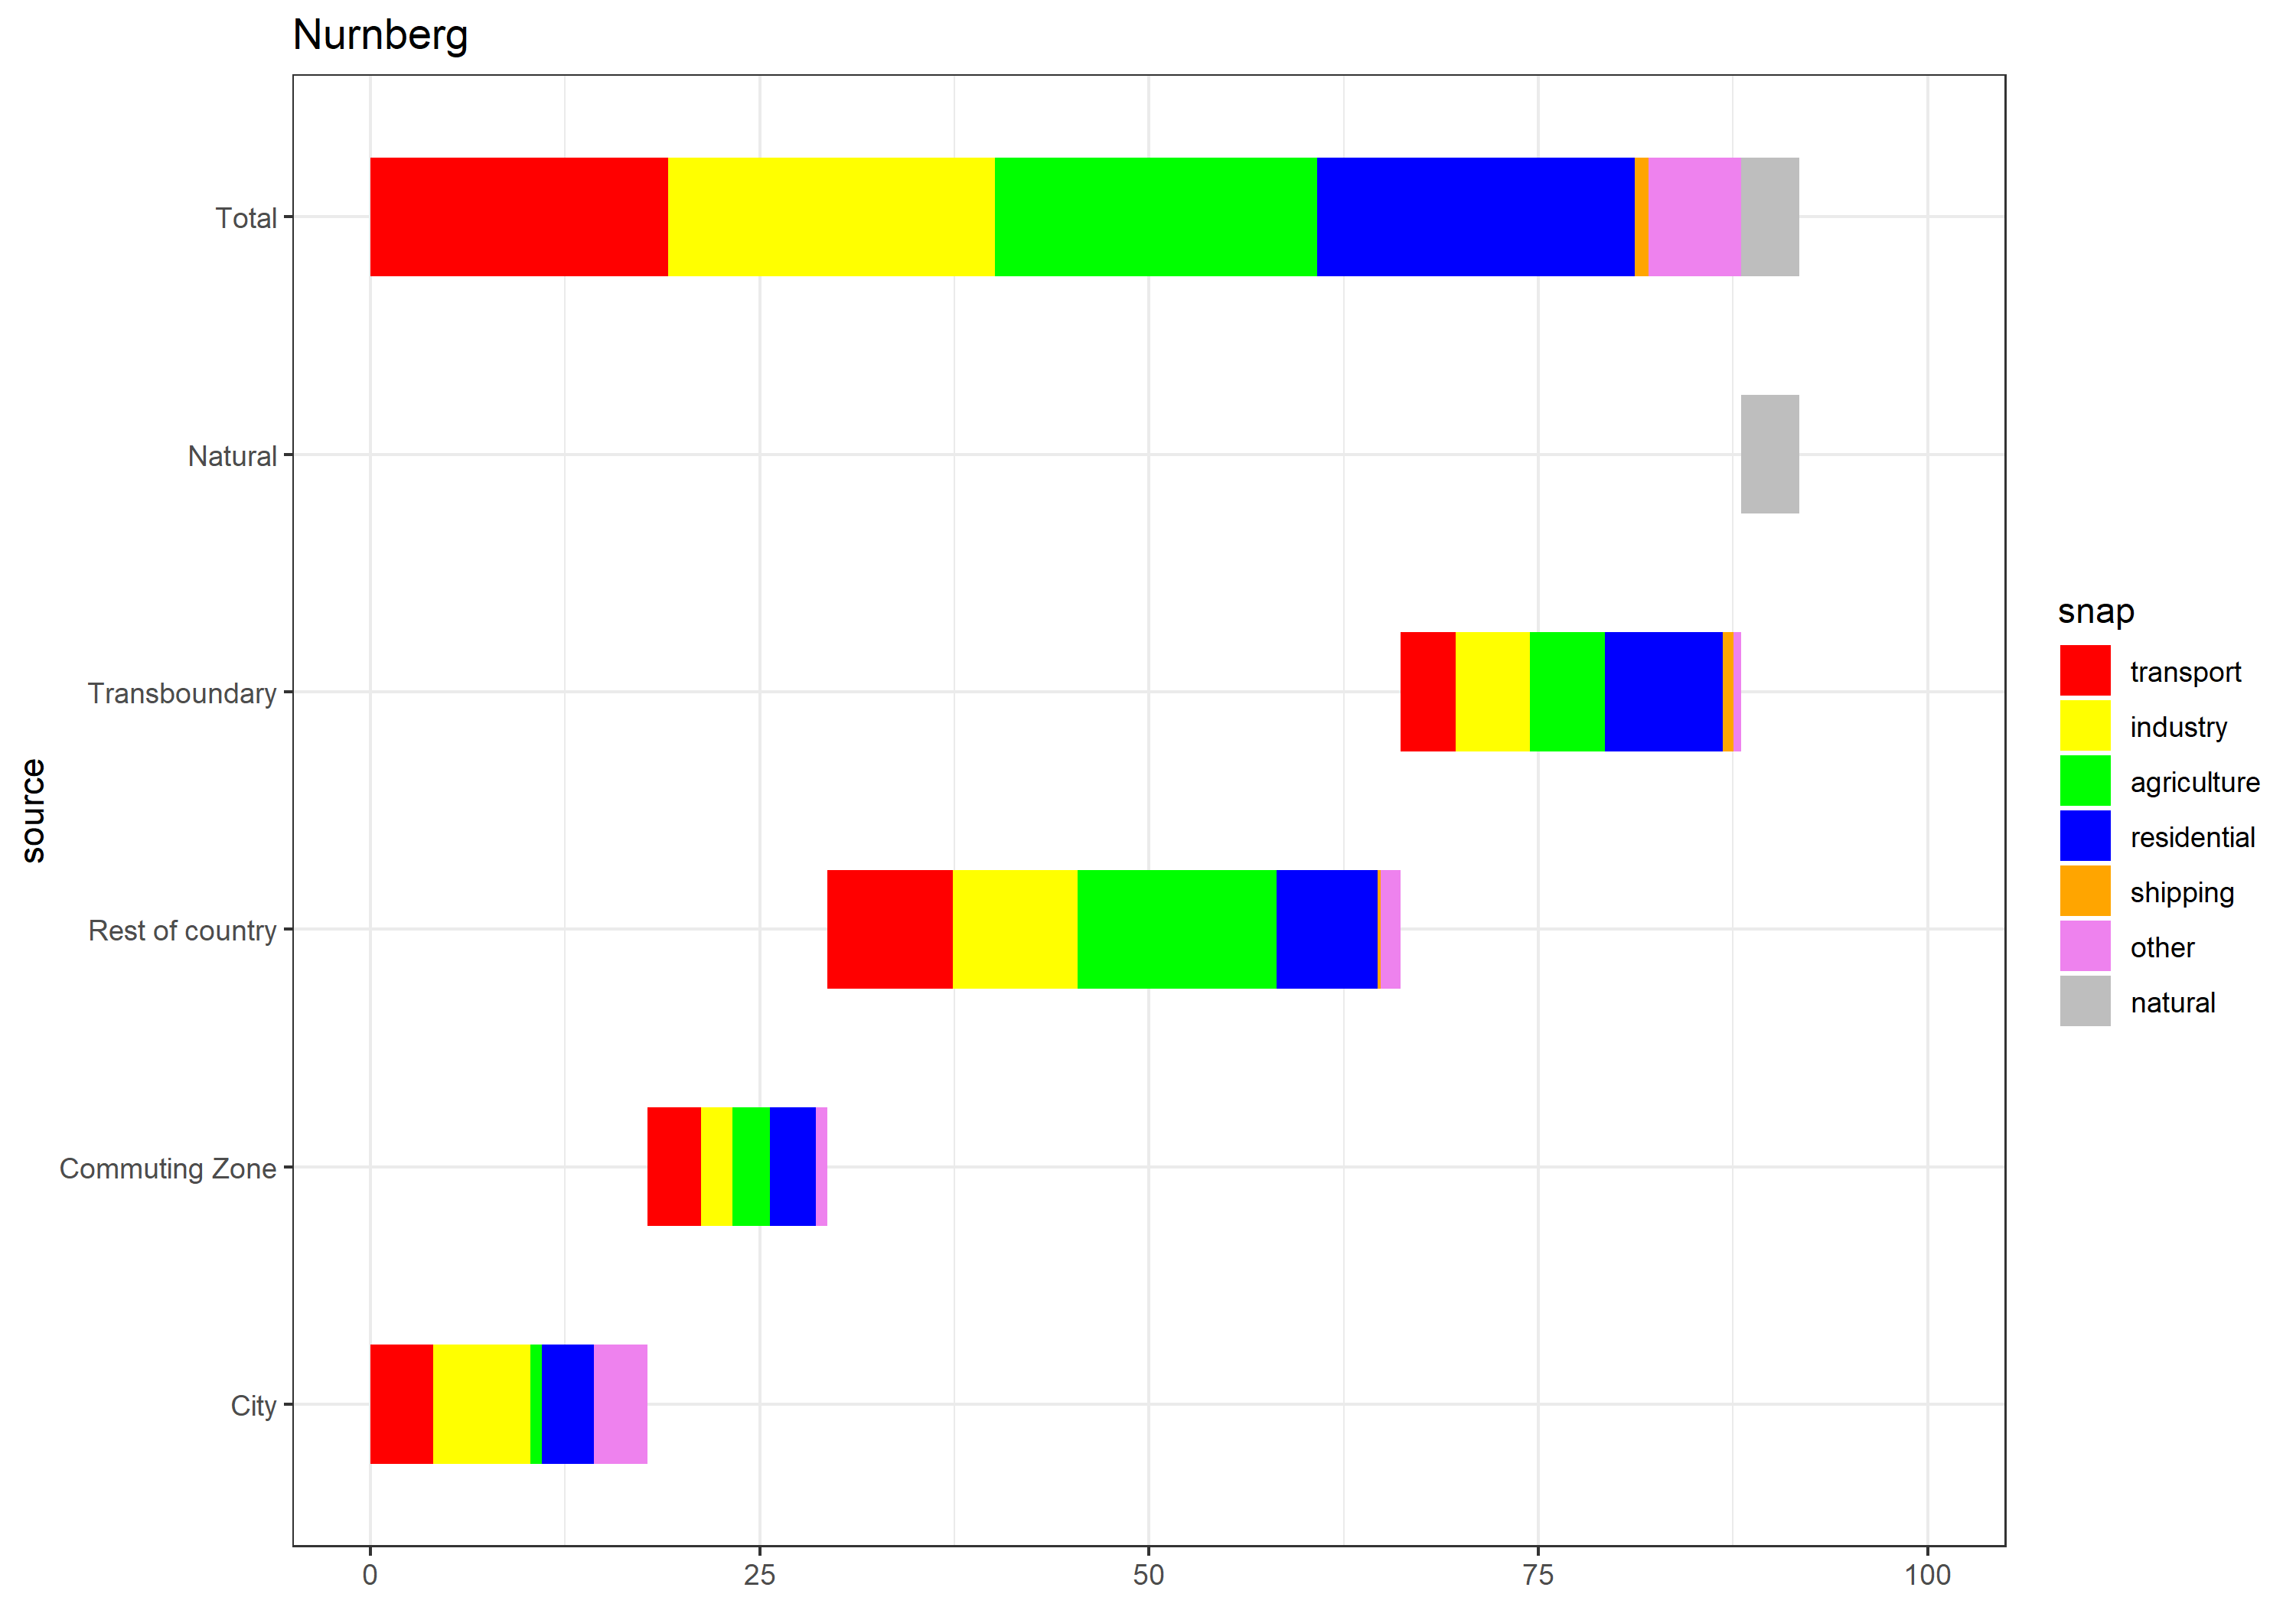 Nurnberg
Total
Natural
Transboundary
Rest of country
Commuting Zone
City
source
0 25 50 75 100
snap
transport
industry
agriculture
residential
shipping
other
natural